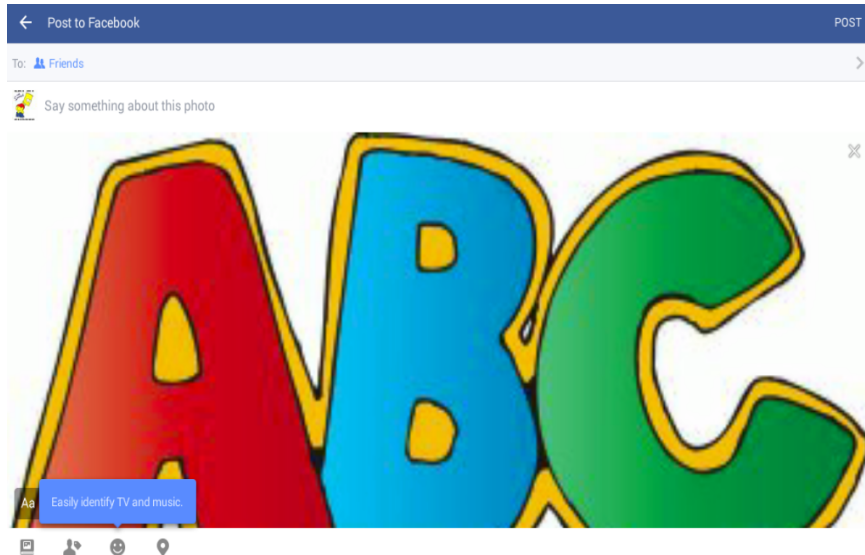 Post to Facebook POST
To: Friends
Say something about this photo
ABC
Aa
Easily identify TV and music.